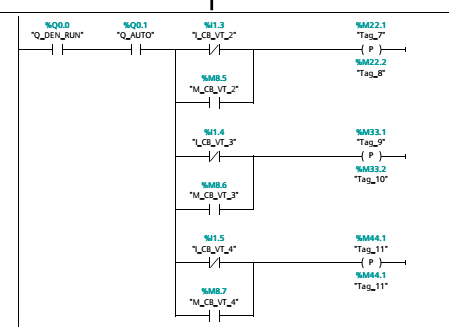 %Q0.0 %Q0.1 %I1.3 %M22.1
"Q_DEN_RUN" "Q_AUTO" "I_CB_VT_2" "Tag_7"
P
%M22.2
"Tag_8"
%M8.5
"M_CB_VT_2"
%I1.4 %M33.1
"I_CB_VT_3" "Tag_9"
P
%M33.2
"Tag_10"
%M8.6
"M_CB_VT_3"
%I1.5 %M44.1
"I_CB_VT_4" "Tag_11"
P
%M44.1
"Tag_11"
%M8.7
"M_CB_VT_4"